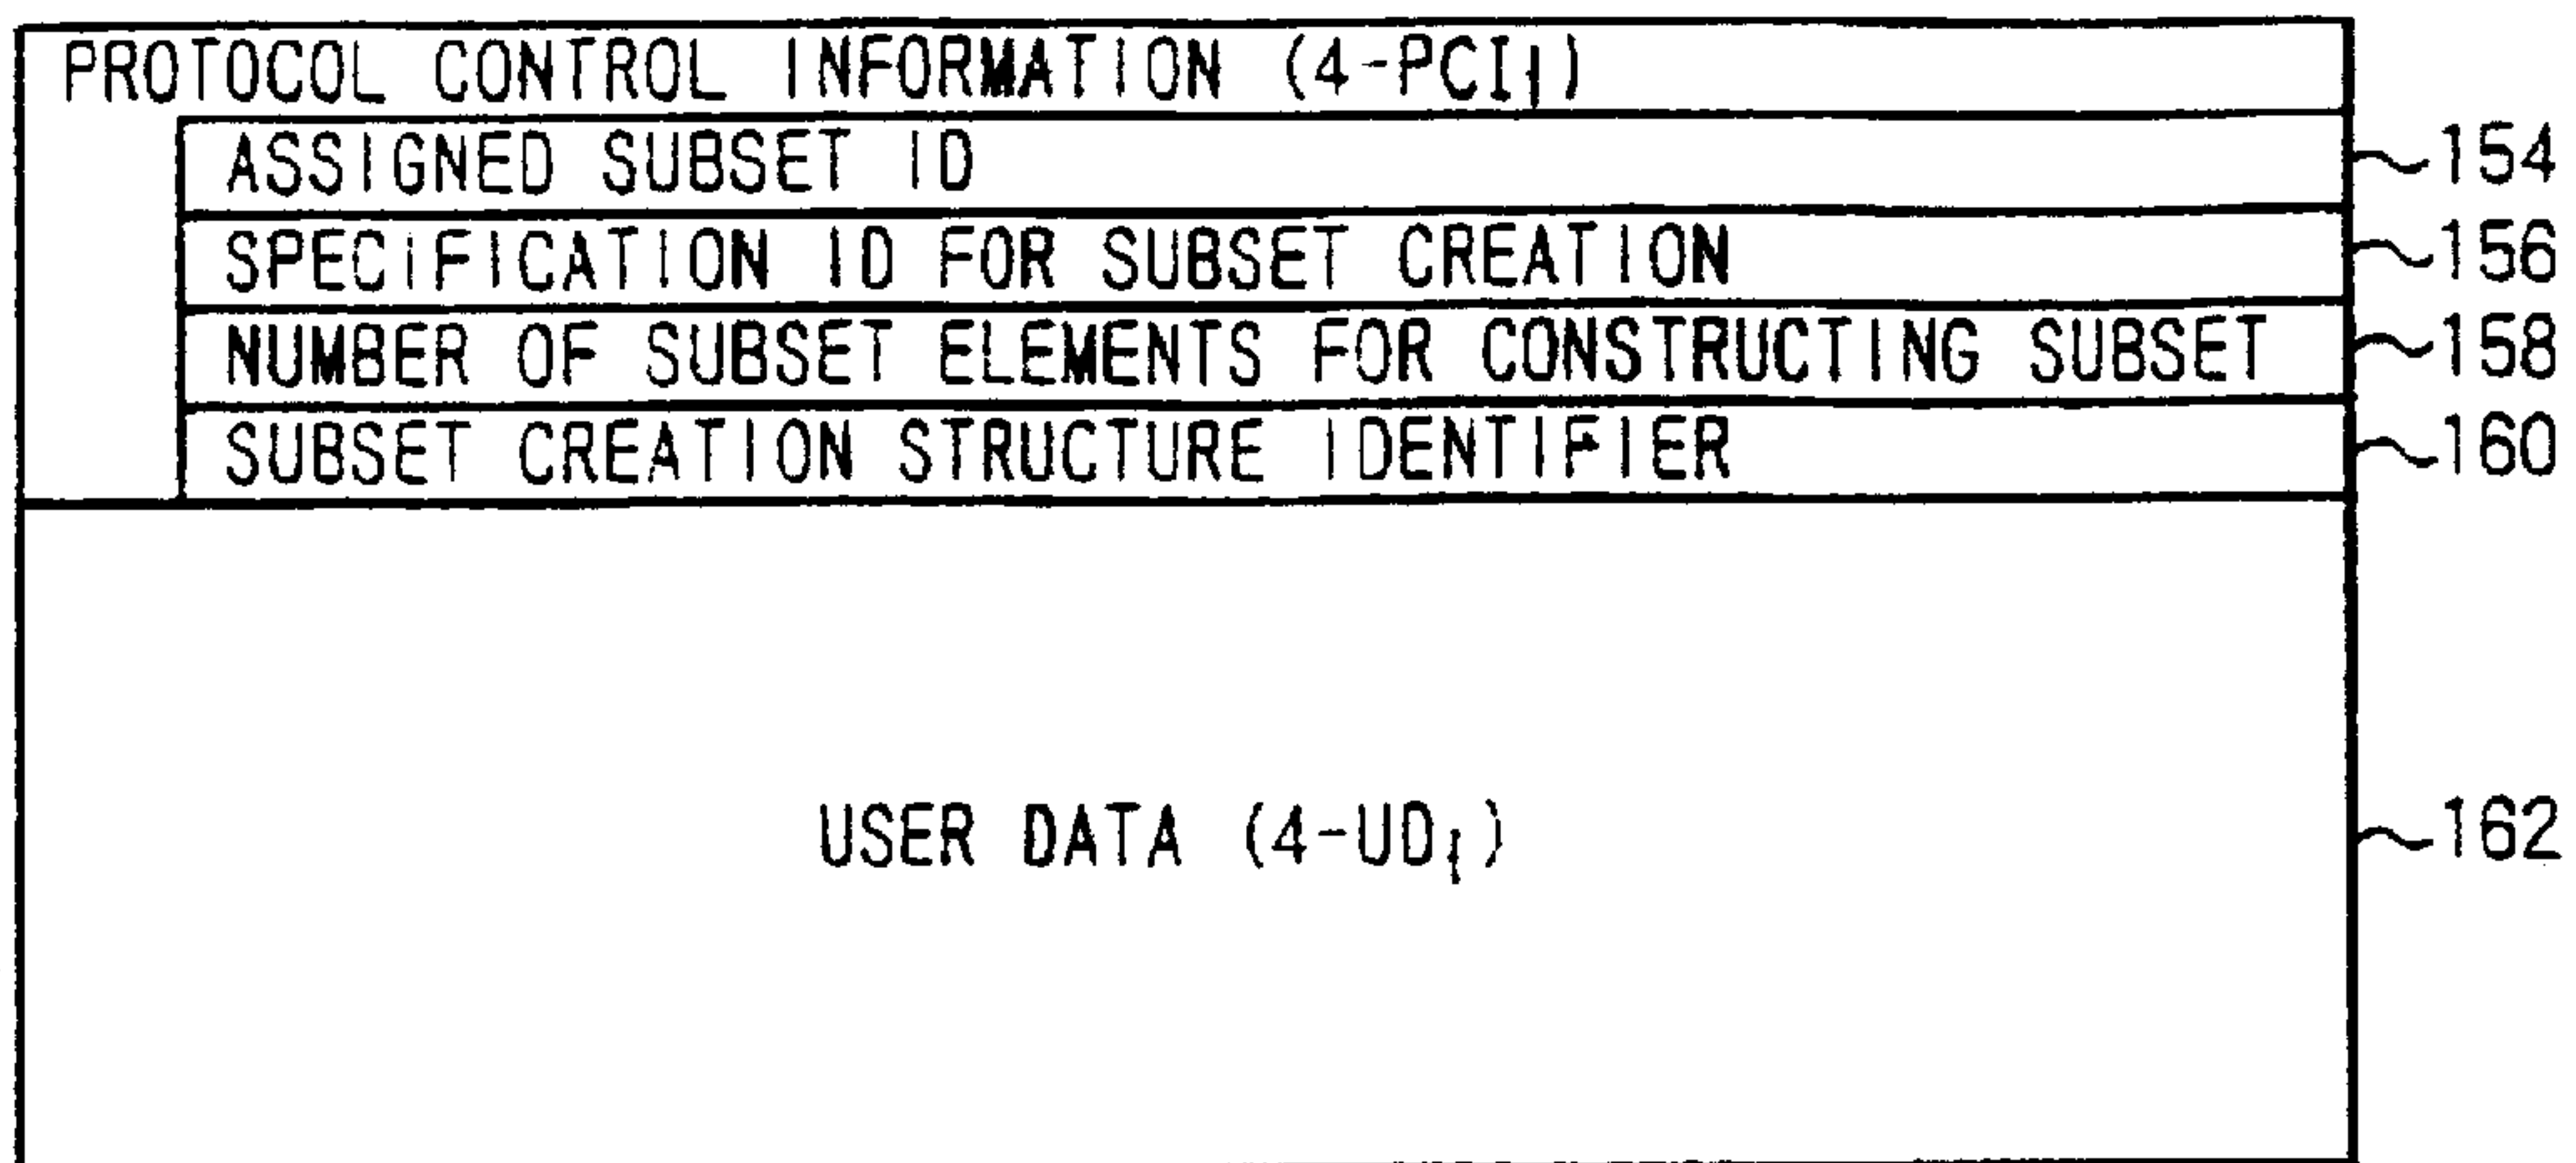 PROTOCOL CONTROL INFORMATION (4-PCI₁)
ASSIGNED SUBSET ID ~154
SPECIFICATION ID FOR SUBSET CREATION ~156
NUMBER OF SUBSET ELEMENTS FOR CONSTRUCTING SUBSET ~158
SUBSET CREATION STRUCTURE IDENTIFIER ~160
USER DATA (4-UD₁) ~162